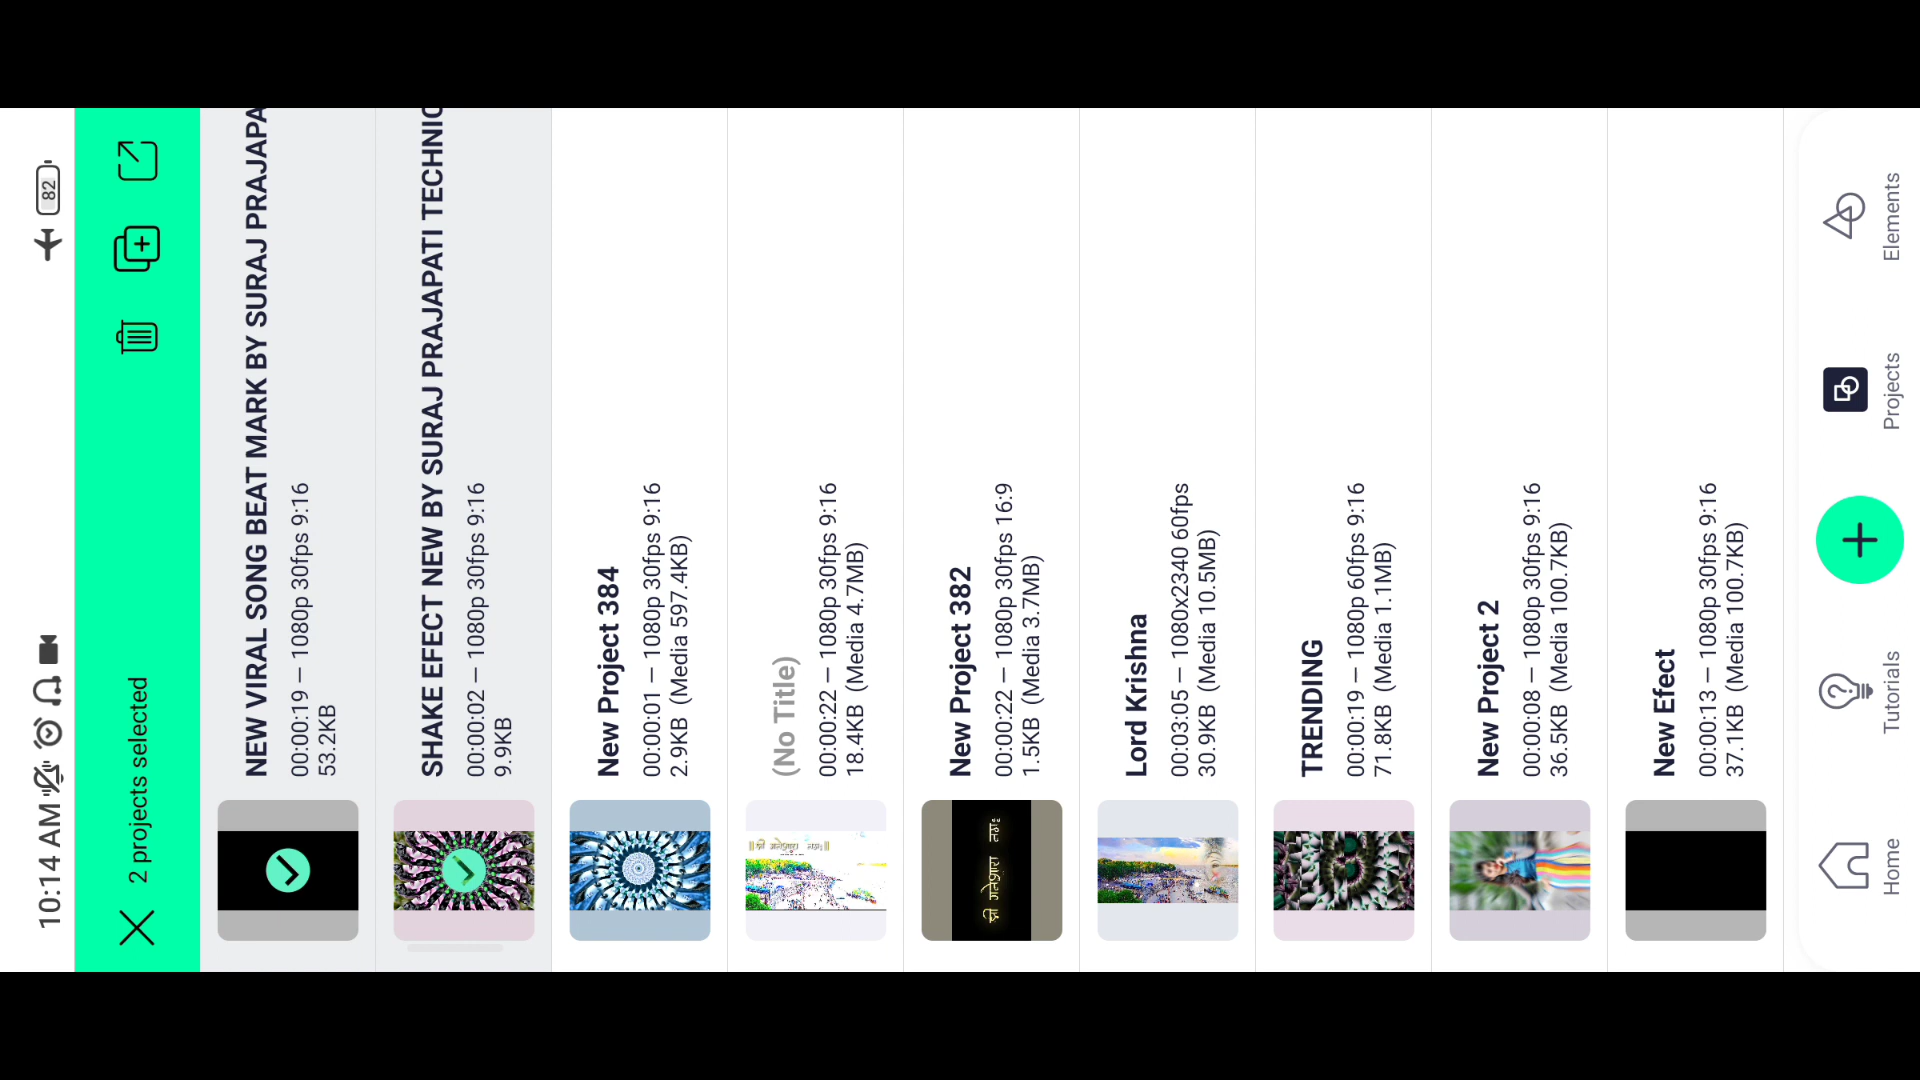 10:14 AM
82
2 projects selected
NEW VIRAL SONG BEAT MARK BY SURAJ PRAJAPA
00:00:19 — 1080p 30fps 9:16
53.2KB
SHAKE EFECT NEW BY SURAJ PRAJAPATI TECHNIC
00:00:02 — 1080p 30fps 9:16
9.9KB
New Project 384
00:00:01 — 1080p 30fps 9:16
2.9KB (Media 597.4KB)
(No Title)
00:00:22 — 1080p 30fps 9:16
18.4KB (Media 4.7MB)
New Project 382
00:00:22 — 1080p 30fps 16:9
1.5KB (Media 3.7MB)
Lord Krishna
00:03:05 — 1080x2340 60fps
30.9KB (Media 10.5MB)
TRENDING
00:00:19 — 1080p 60fps 9:16
71.8KB (Media 1.1MB)
New Project 2
00:00:08 — 1080p 30fps 9:16
36.5KB (Media 100.7KB)
New Efect
00:00:13 — 1080p 30fps 9:16
37.1KB (Media 100.7KB)
Home
Tutorials
Projects
Elements